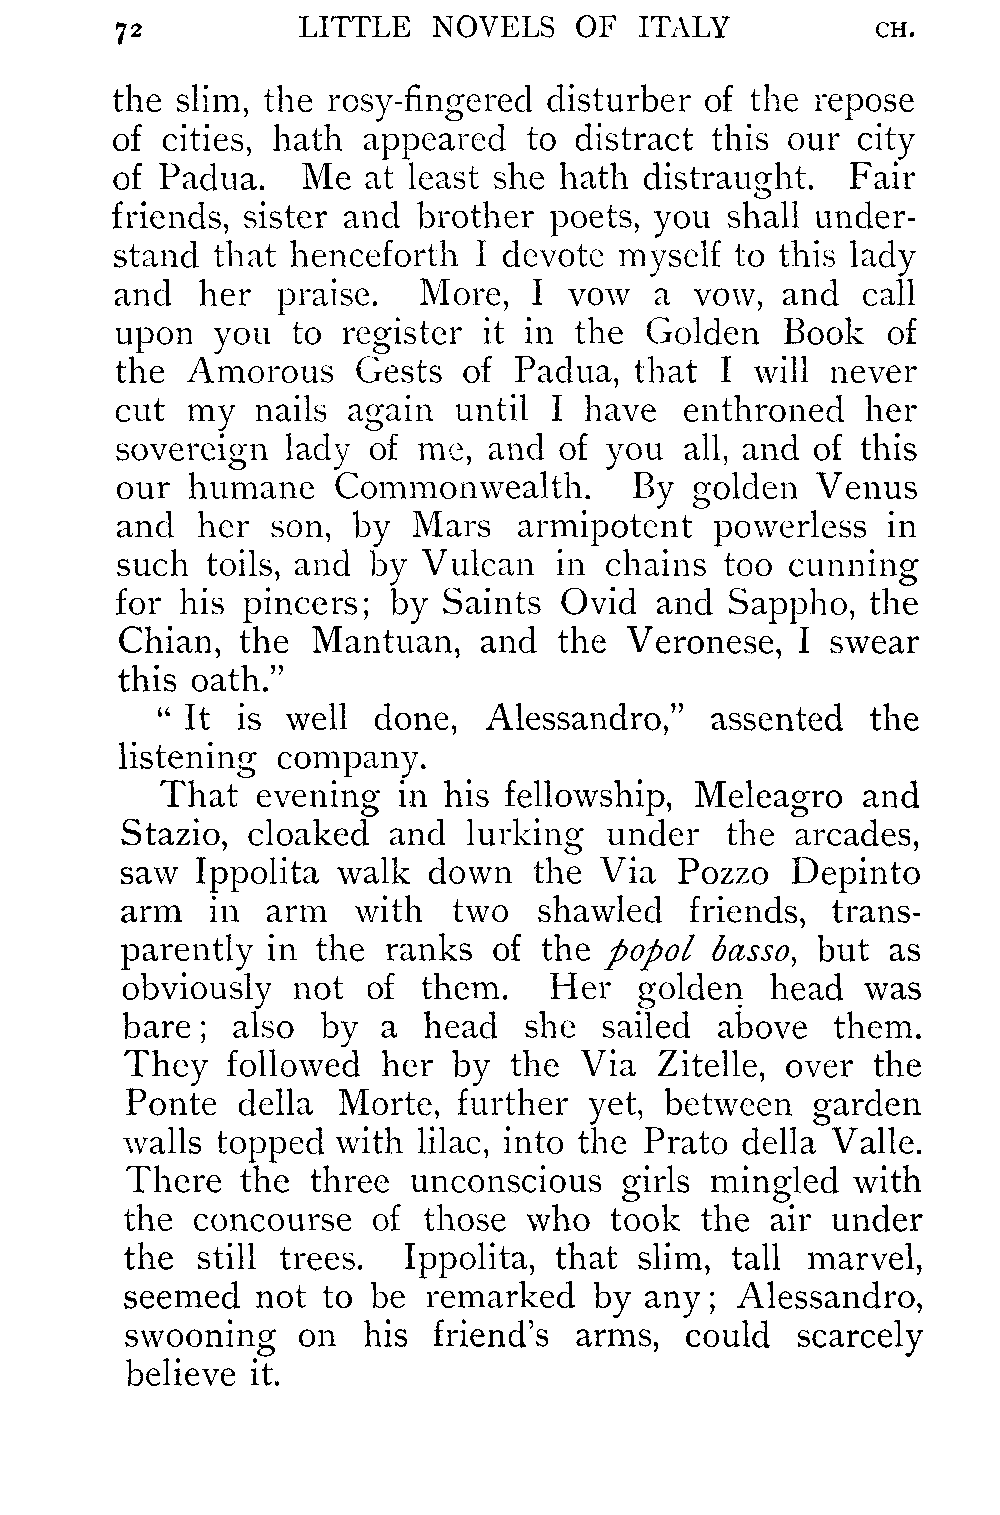 72 LITTLE NOVELS OF ITALY CH.
the slim, the rosy-fingered disturber of the repose
of cities, hath appeared to distract this our city
of Padua. Me at least she hath distraught. Fair
friends, sister and brother poets, you shall under-
stand that henceforth I devote myself to this lady
and her praise. More, I vow a vow, and call
upon you to register it in the Golden Book of
the Amorous Gests of Padua, that I will never
cut my nails again until I have enthroned her
sovereign lady of me, and of you all, and of this
our humane Commonwealth. By golden Venus
and her son, by Mars armipotent powerless in
such toils, and by Vulcan in chains too cunning
for his pincers; by Saints Ovid and Sappho, the
Chian, the Mantuan, and the Veronese, I swear
this oath.”
“ It is well done, Alessandro,” assented the
listening company.
That evening in his fellowship, Meleagro and
Stazio, cloaked and lurking under the arcades,
saw Ippolita walk down the Via Pozzo Depinto
arm in arm with two shawled friends, trans-
parently in the ranks of the popol basso, but as
obviously not of them. Her golden head was
bare; also by a head she sailed above them.
They followed her by the Via Zitelle, over the
Ponte della Morte, further yet, between garden
walls topped with lilac, into the Prato della Valle.
There the three unconscious girls mingled with
the concourse of those who took the air under
the still trees. Ippolita, that slim, tall marvel,
seemed not to be remarked by any; Alessandro,
swooning on his friend’s arms, could scarcely
believe it.